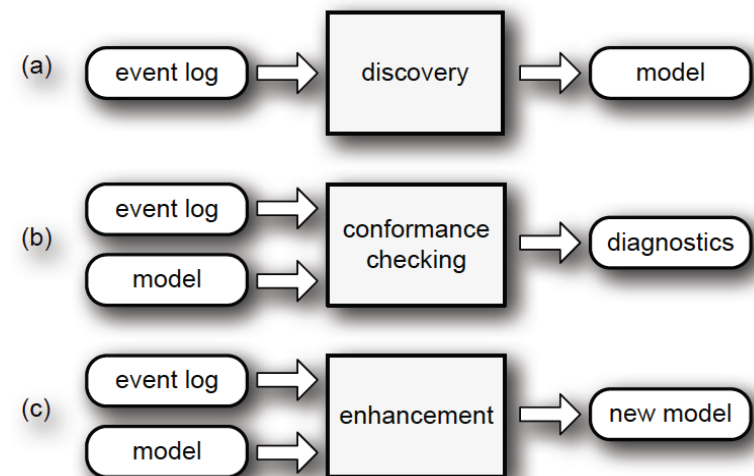 (a)
event log
discovery
model
(b)
event log
model
conformance
checking
diagnostics
(c)
event log
model
enhancement
new model